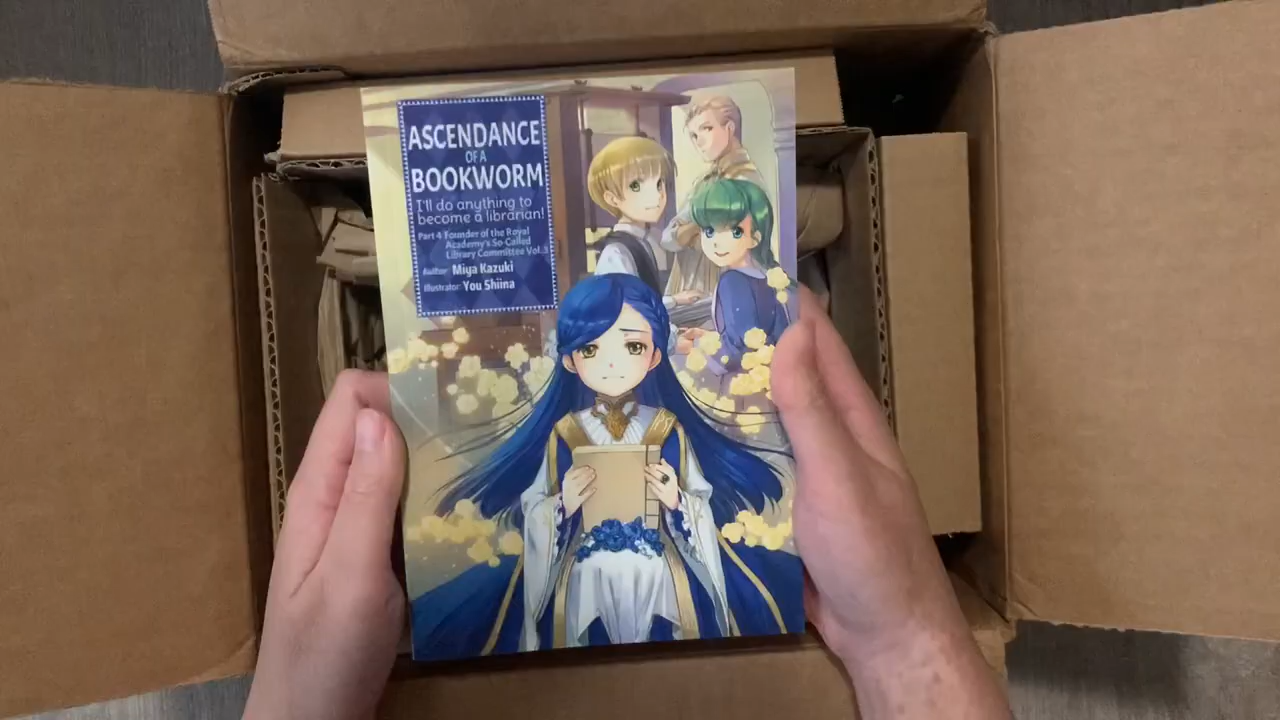 ASCENDANCE
OF A
BOOKWORM
I'll do anything to
become a librarian!
Part 4 Founder of the Royal
Academy's So-Called
Library Committee Vol.3
Author: Miya Kazuki
Illustrator: You Shiina